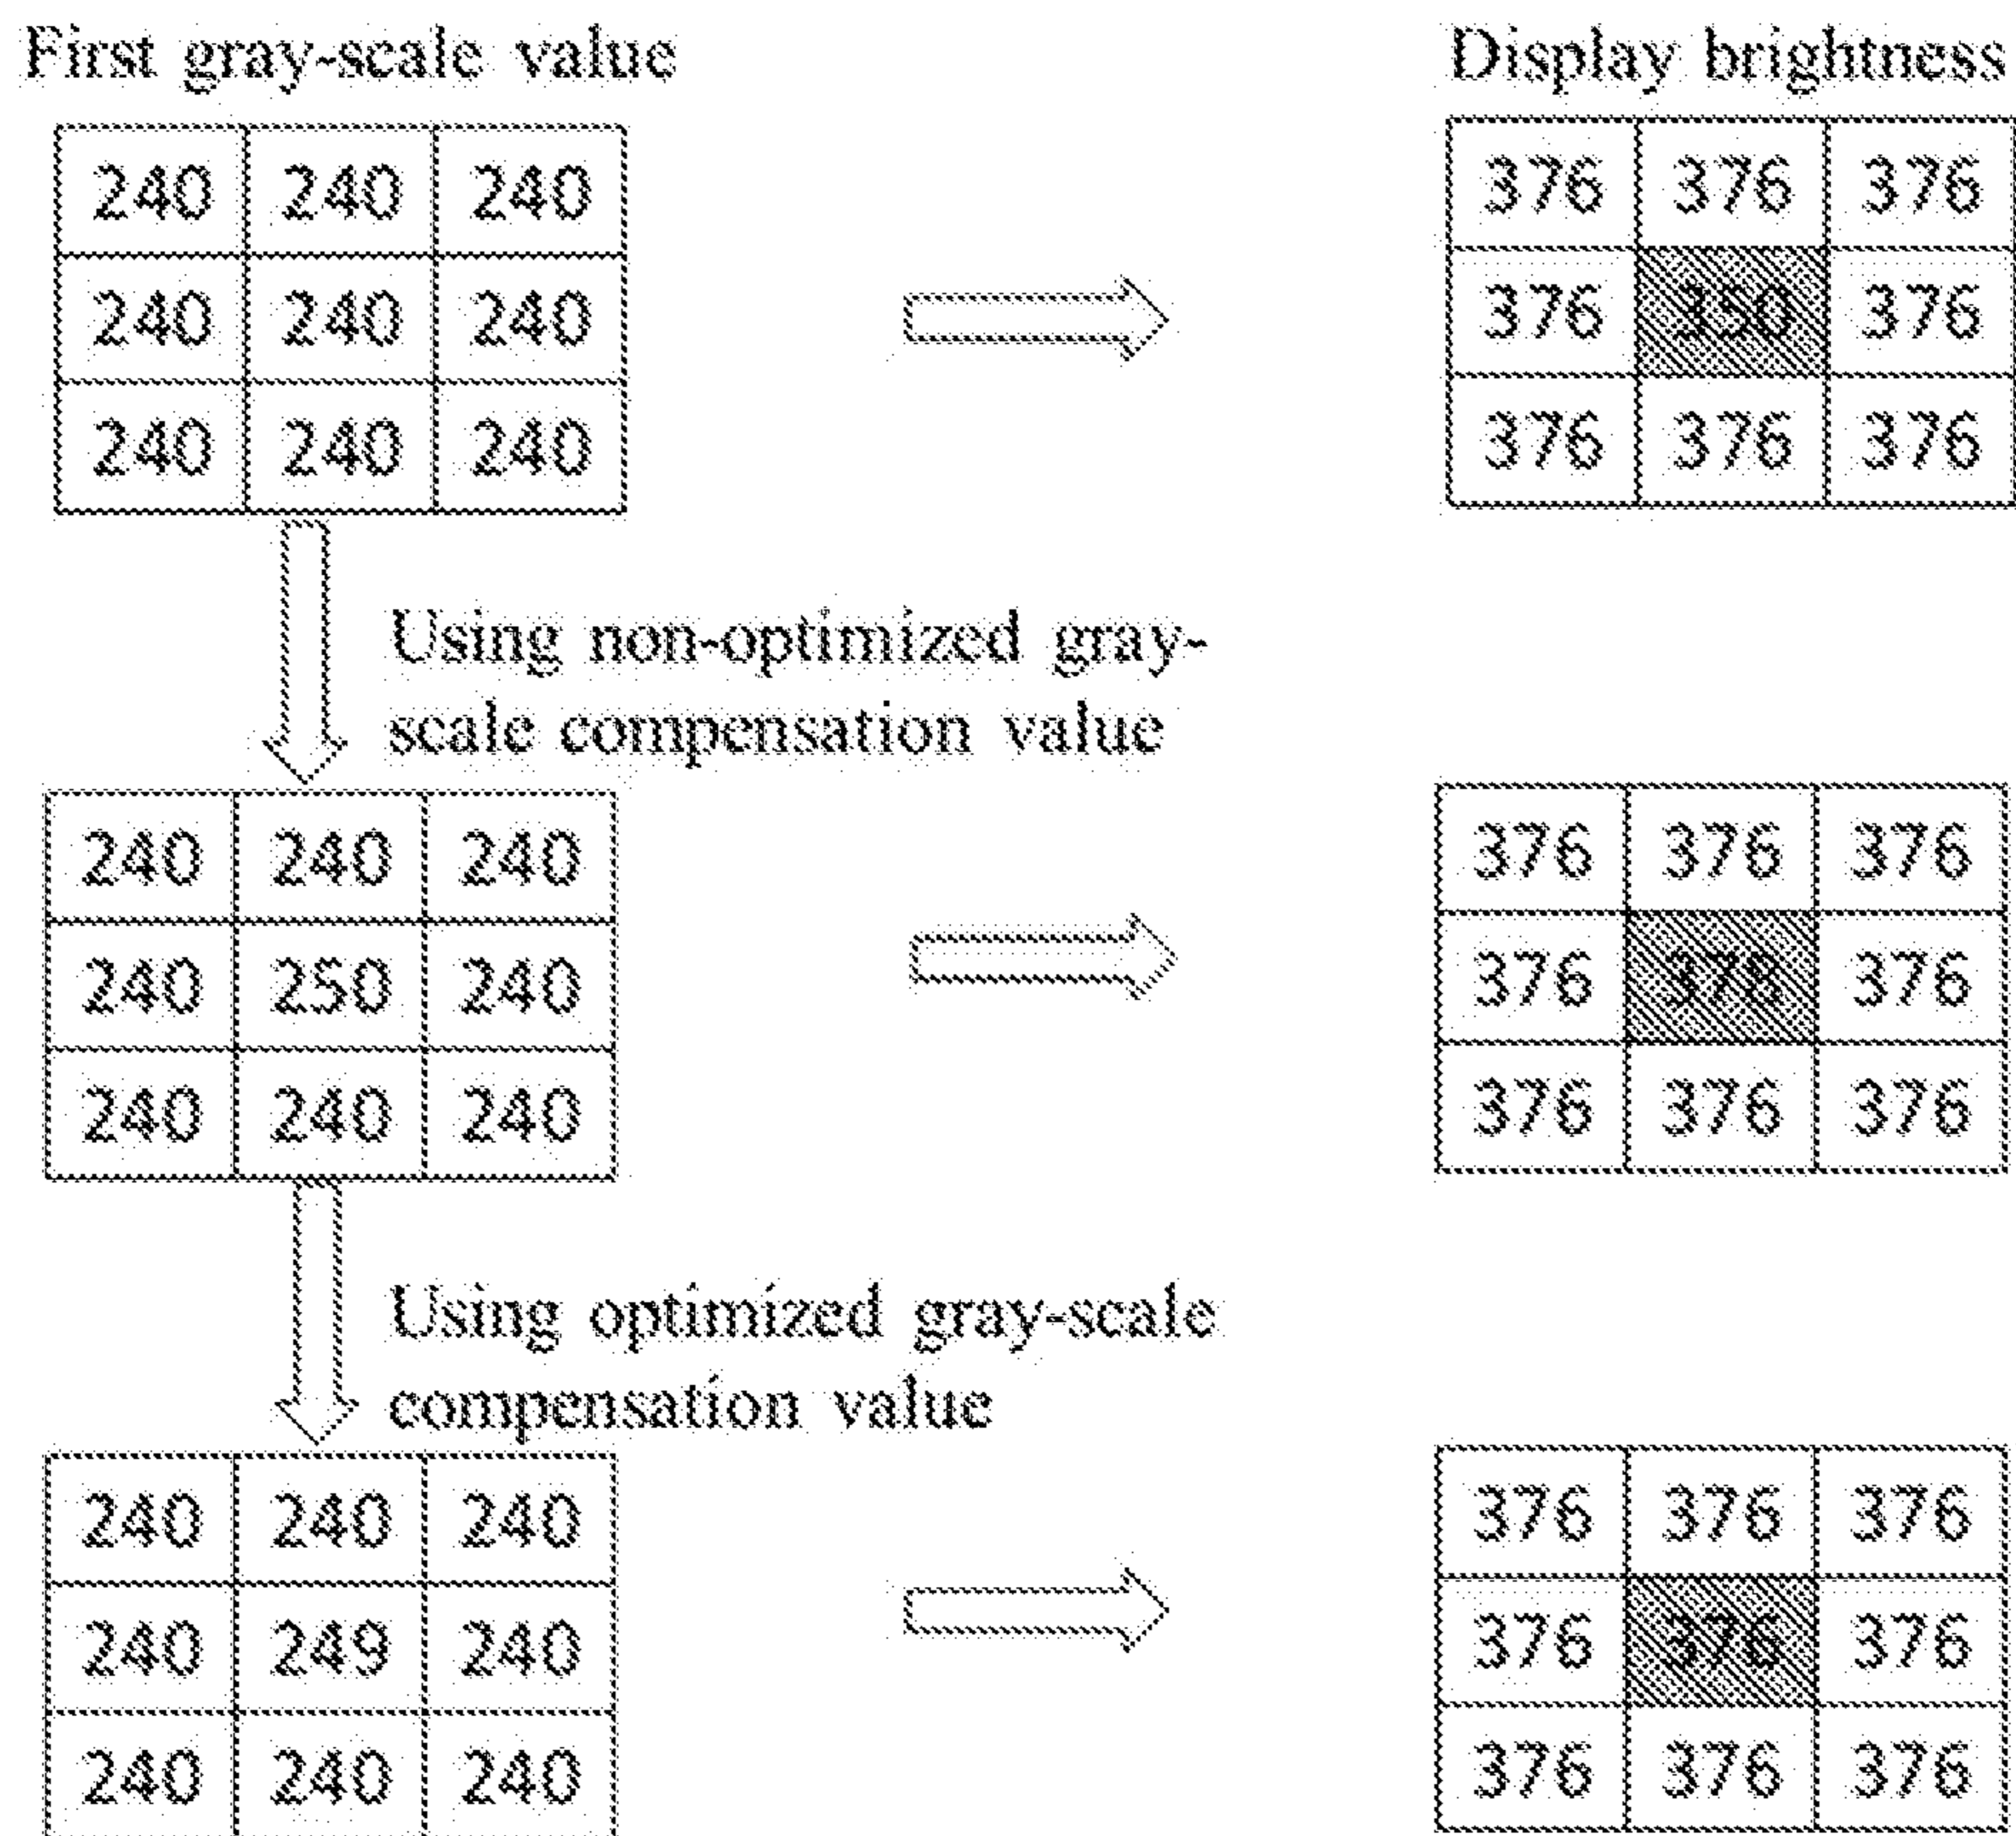 First gray-scale value Display brightness
240 240 240 376 376 376
240 240 240 376 350 376
240 240 240 376 376 376
Using non-optimized gray-
scale compensation value
240 240 240 376 376 376
240 250 240 376 378 376
240 240 240 376 376 376
Using optimized gray-scale
compensation value
240 240 240 376 376 376
240 249 240 376 376 376
240 240 240 376 376 376